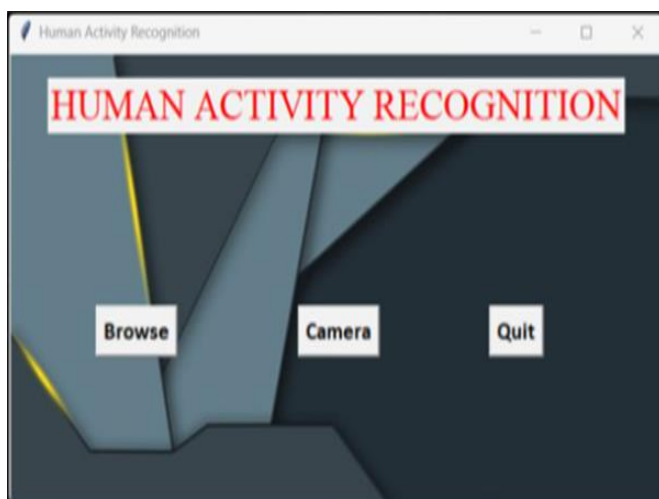 Human Activity Recognition
HUMAN ACTIVITY RECOGNITION
Browse Camera Quit